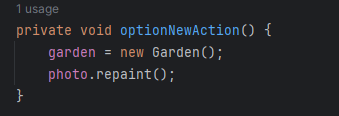 1 usage
private void optionNewAction() {
    garden = new Garden();
    photo.repaint();
}